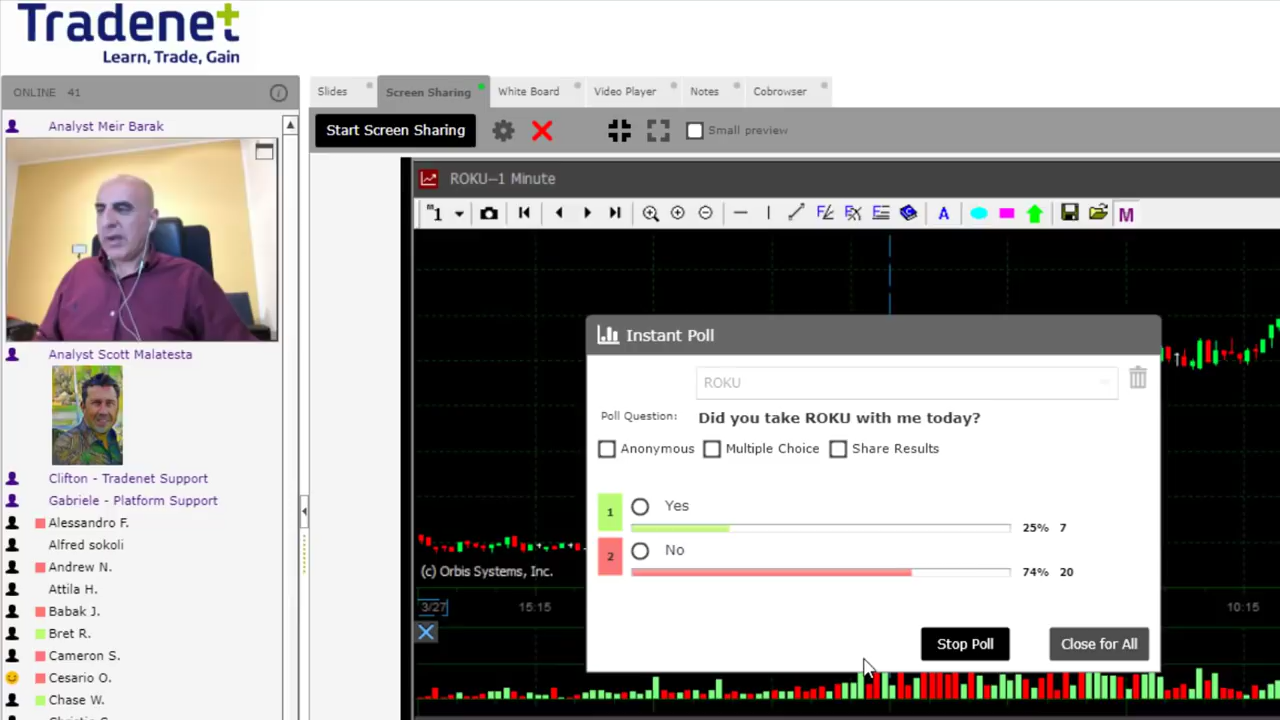 Tradenet
Learn, Trade, Gain
ONLINE 41
Analyst Meir Barak
Analyst Scott Malatesta
Clifton - Tradenet Support
Gabriele - Platform Support
Alessandro F.
Alfred sokoli
Andrew N.
Attila H.
Babak J.
Bret R.
Cameron S.
Cesario O.
Chase W.
Slides Screen Sharing White Board Video Player Notes Cobrowser
Start Screen Sharing Small preview
ROKU--1 Minute
m1 A M
Instant Poll
ROKU
Poll Question: Did you take ROKU with me today?
Anonymous Multiple Choice Share Results
1 Yes
25% 7
2 No
74% 20
Stop Poll Close for All
(c) Orbis Systems, Inc.
3/27 15:15 10:15